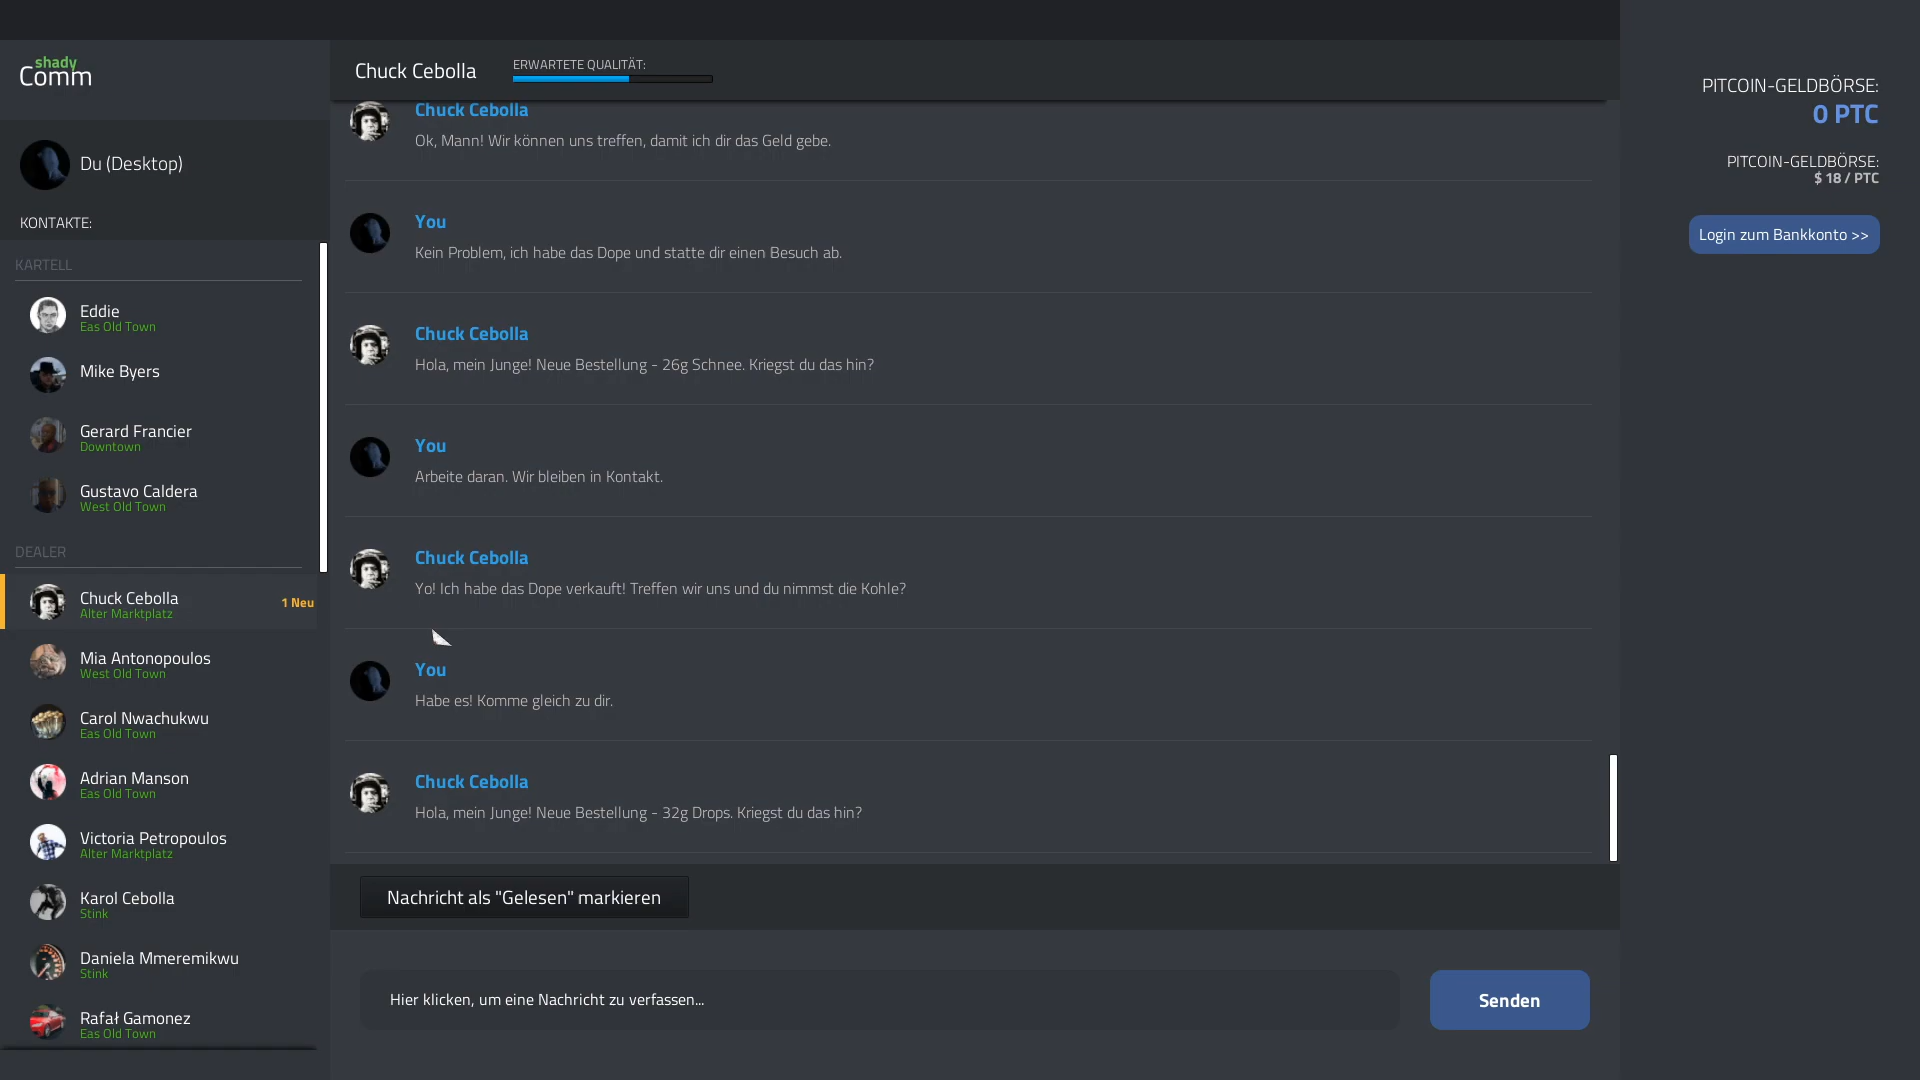 shady
Comm
Du (Desktop)
KONTAKTE:
KARTELL
Eddie
Eas Old Town
Mike Byers
Gerard Francier
Downtown
Gustavo Caldera
West Old Town
DEALER
Chuck Cebolla
Alter Marktplatz
1 Neu
Mia Antonopoulos
West Old Town
Carol Nwachukwu
Eas Old Town
Adrian Manson
Eas Old Town
Victoria Petropoulos
Alter Marktplatz
Karol Cebolla
Stink
Daniela Mmeremikwu
Stink
Rafał Gamonez
Eas Old Town
Chuck Cebolla
ERWARTETE QUALITÄT:
Chuck Cebolla
Ok, Mann! Wir können uns treffen, damit ich dir das Geld gebe.
You
Kein Problem, ich habe das Dope und statte dir einen Besuch ab.
Chuck Cebolla
Hola, mein Junge! Neue Bestellung - 26g Schnee. Kriegst du das hin?
You
Arbeite daran. Wir bleiben in Kontakt.
Chuck Cebolla
Yo! Ich habe das Dope verkauft! Treffen wir uns und du nimmst die Kohle?
You
Habe es! Komme gleich zu dir.
Chuck Cebolla
Hola, mein Junge! Neue Bestellung - 32g Drops. Kriegst du das hin?
Nachricht als "Gelesen" markieren
Hier klicken, um eine Nachricht zu verfassen...
Senden
PITCOIN-GELDBÖRSE:
0 PTC
PITCOIN-GELDBÖRSE:
$ 18 / PTC
Login zum Bankkonto >>